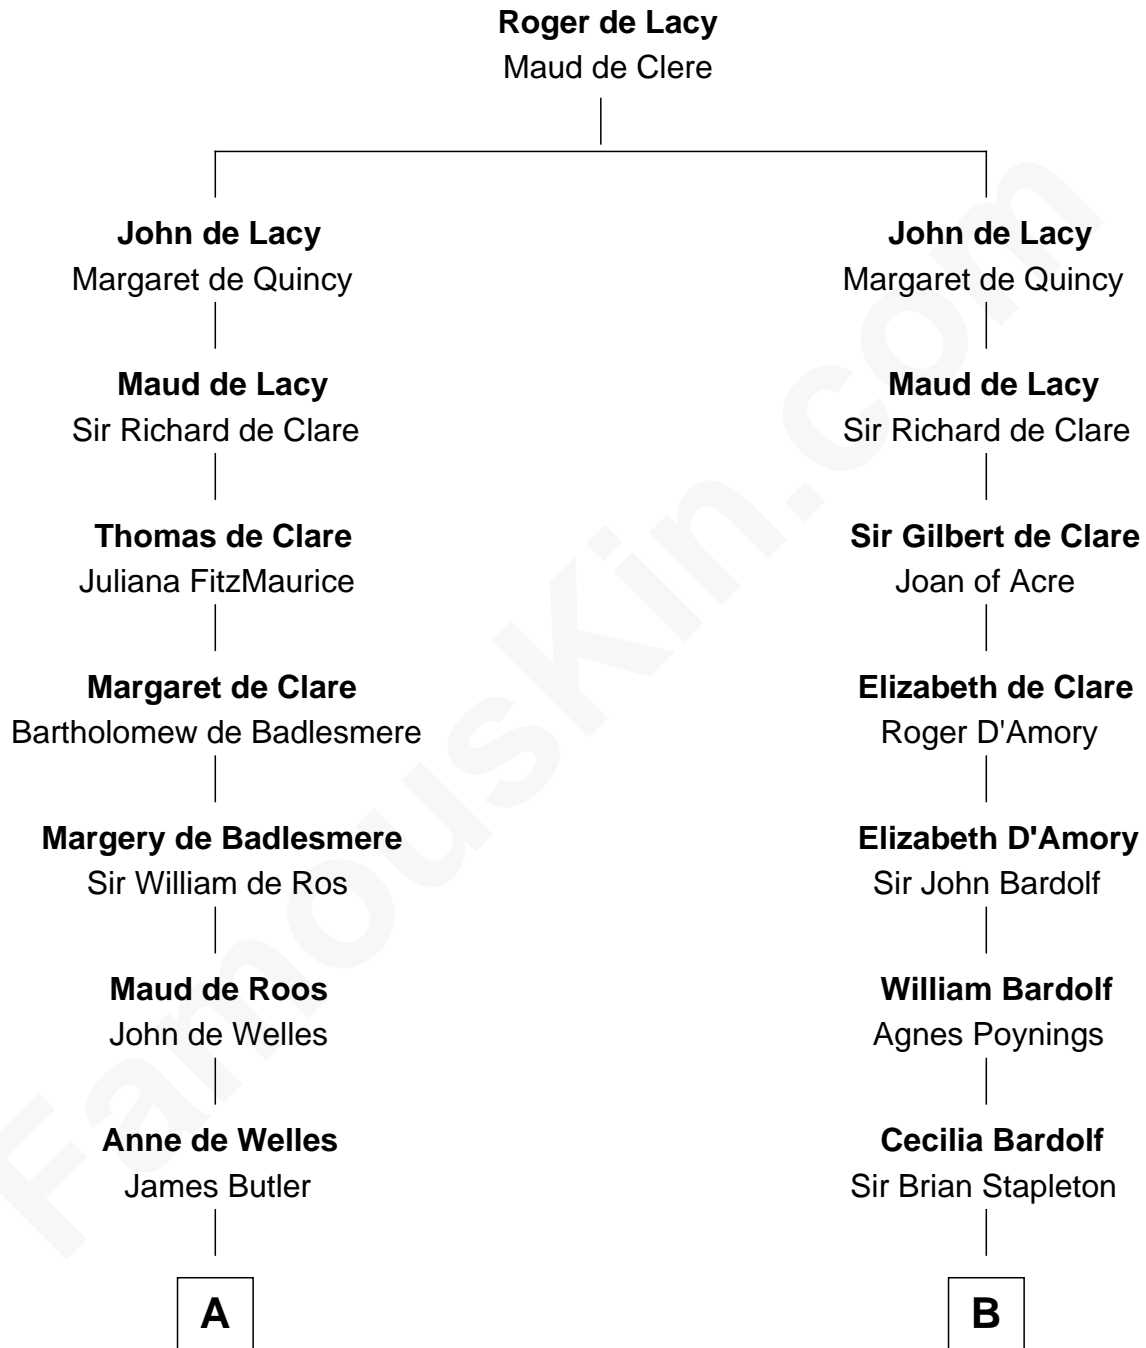 Roger de Lacy
Maud de Clere
John de Lacy
Margaret de Quincy
Maud de Lacy
Sir Richard de Clare
Thomas de Clare
Juliana FitzMaurice
Margaret de Clare
Bartholomew de Badlesmere
Margery de Badlesmere
Sir William de Ros
Maud de Roos
John de Welles
Anne de Welles
James Butler
A
John de Lacy
Margaret de Quincy
Maud de Lacy
Sir Richard de Clare
Sir Gilbert de Clare
Joan of Acre
Elizabeth de Clare
Roger D'Amory
Elizabeth D'Amory
Sir John Bardolf
William Bardolf
Agnes Poynings
Cecilia Bardolf
Sir Brian Stapleton
B
FamousKin.com